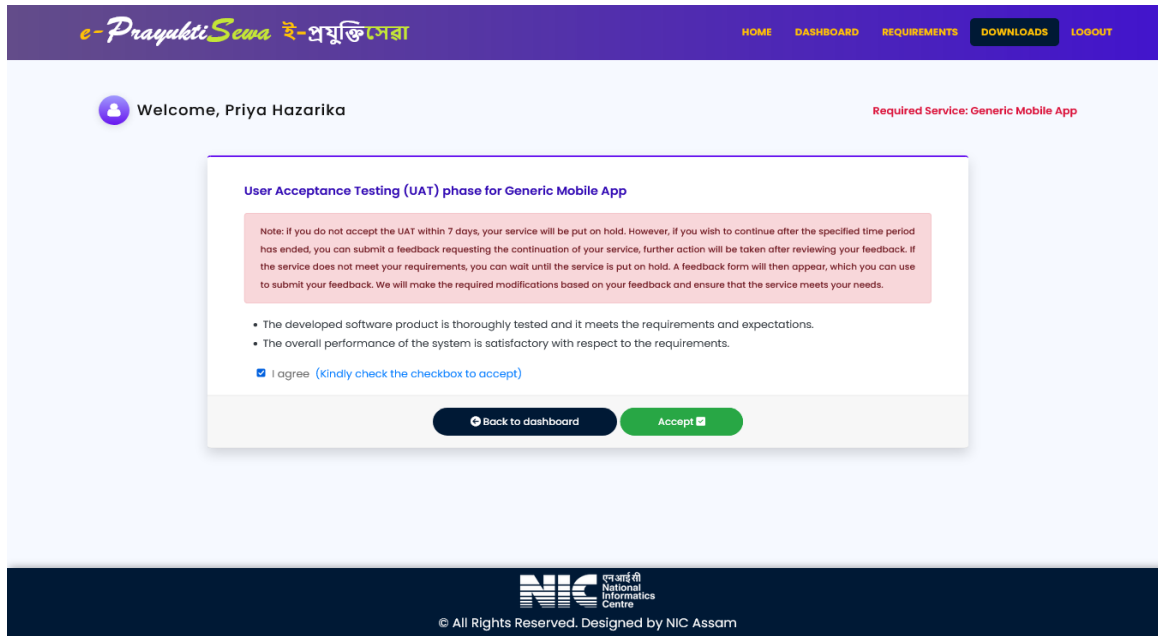 e-PrayuktiSewa ই-প্ৰযুক্তিসেৱা
HOME DASHBOARD REQUIREMENTS DOWNLOADS LOGOUT
Welcome, Priya Hazarika
Required Service: Generic Mobile App
User Acceptance Testing (UAT) phase for Generic Mobile App
Note: if you do not accept the UAT within 7 days, your service will be put on hold. However, if you wish to continue after the specified time period
has ended, you can submit a feedback requesting the continuation of your service, further action will be taken after reviewing your feedback. If
the service does not meet your requirements, you can wait until the service is put on hold. A feedback form will then appear, which you can use
to submit your feedback. We will make the required modifications based on your feedback and ensure that the service meets your needs.
• The developed software product is thoroughly tested and it meets the requirements and expectations.
• The overall performance of the system is satisfactory with respect to the requirements.
I agree (Kindly check the checkbox to accept)
Back to dashboard
Accept
NIC
एन आई सी
National
Informatics
Centre
© All Rights Reserved. Designed by NIC Assam